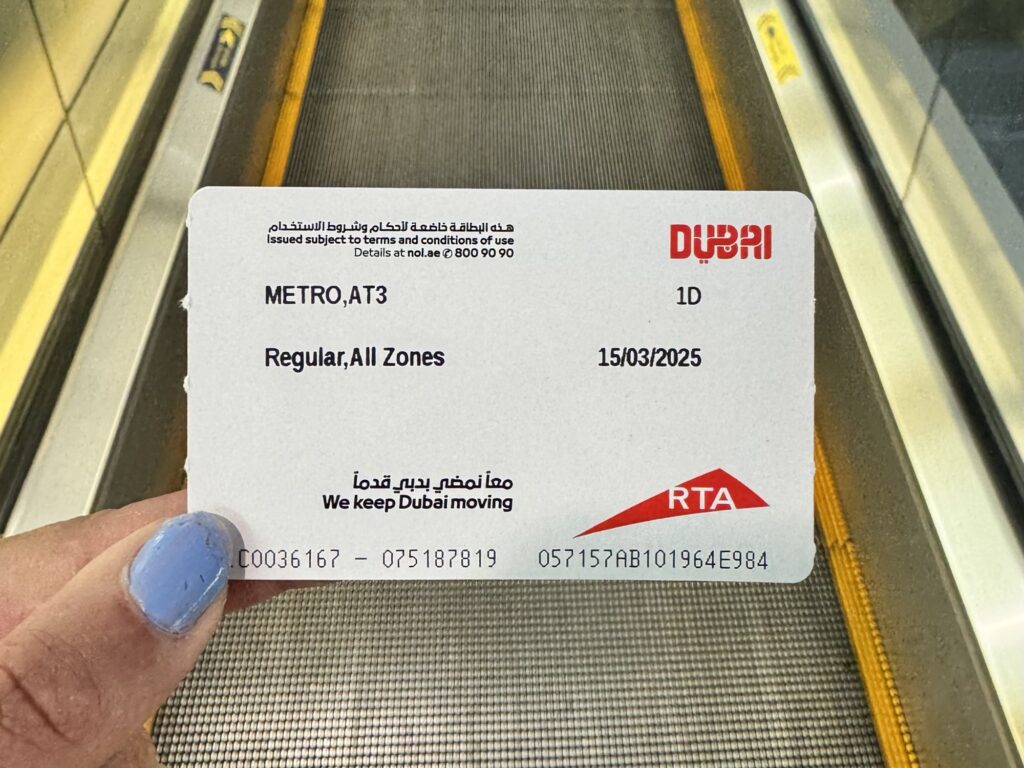 هذه البطاقة خاضعة لأحكام وشروط الاستخدام
Issued subject to terms and conditions of use
Details at nol.ae ✆ 800 90 90
DUBAI
METRO,AT3 1D
Regular,All Zones 15/03/2025
معاً نمضي بدبي قدماً
We keep Dubai moving
RTA
C0036167 – 075187819 057157AB101964E984